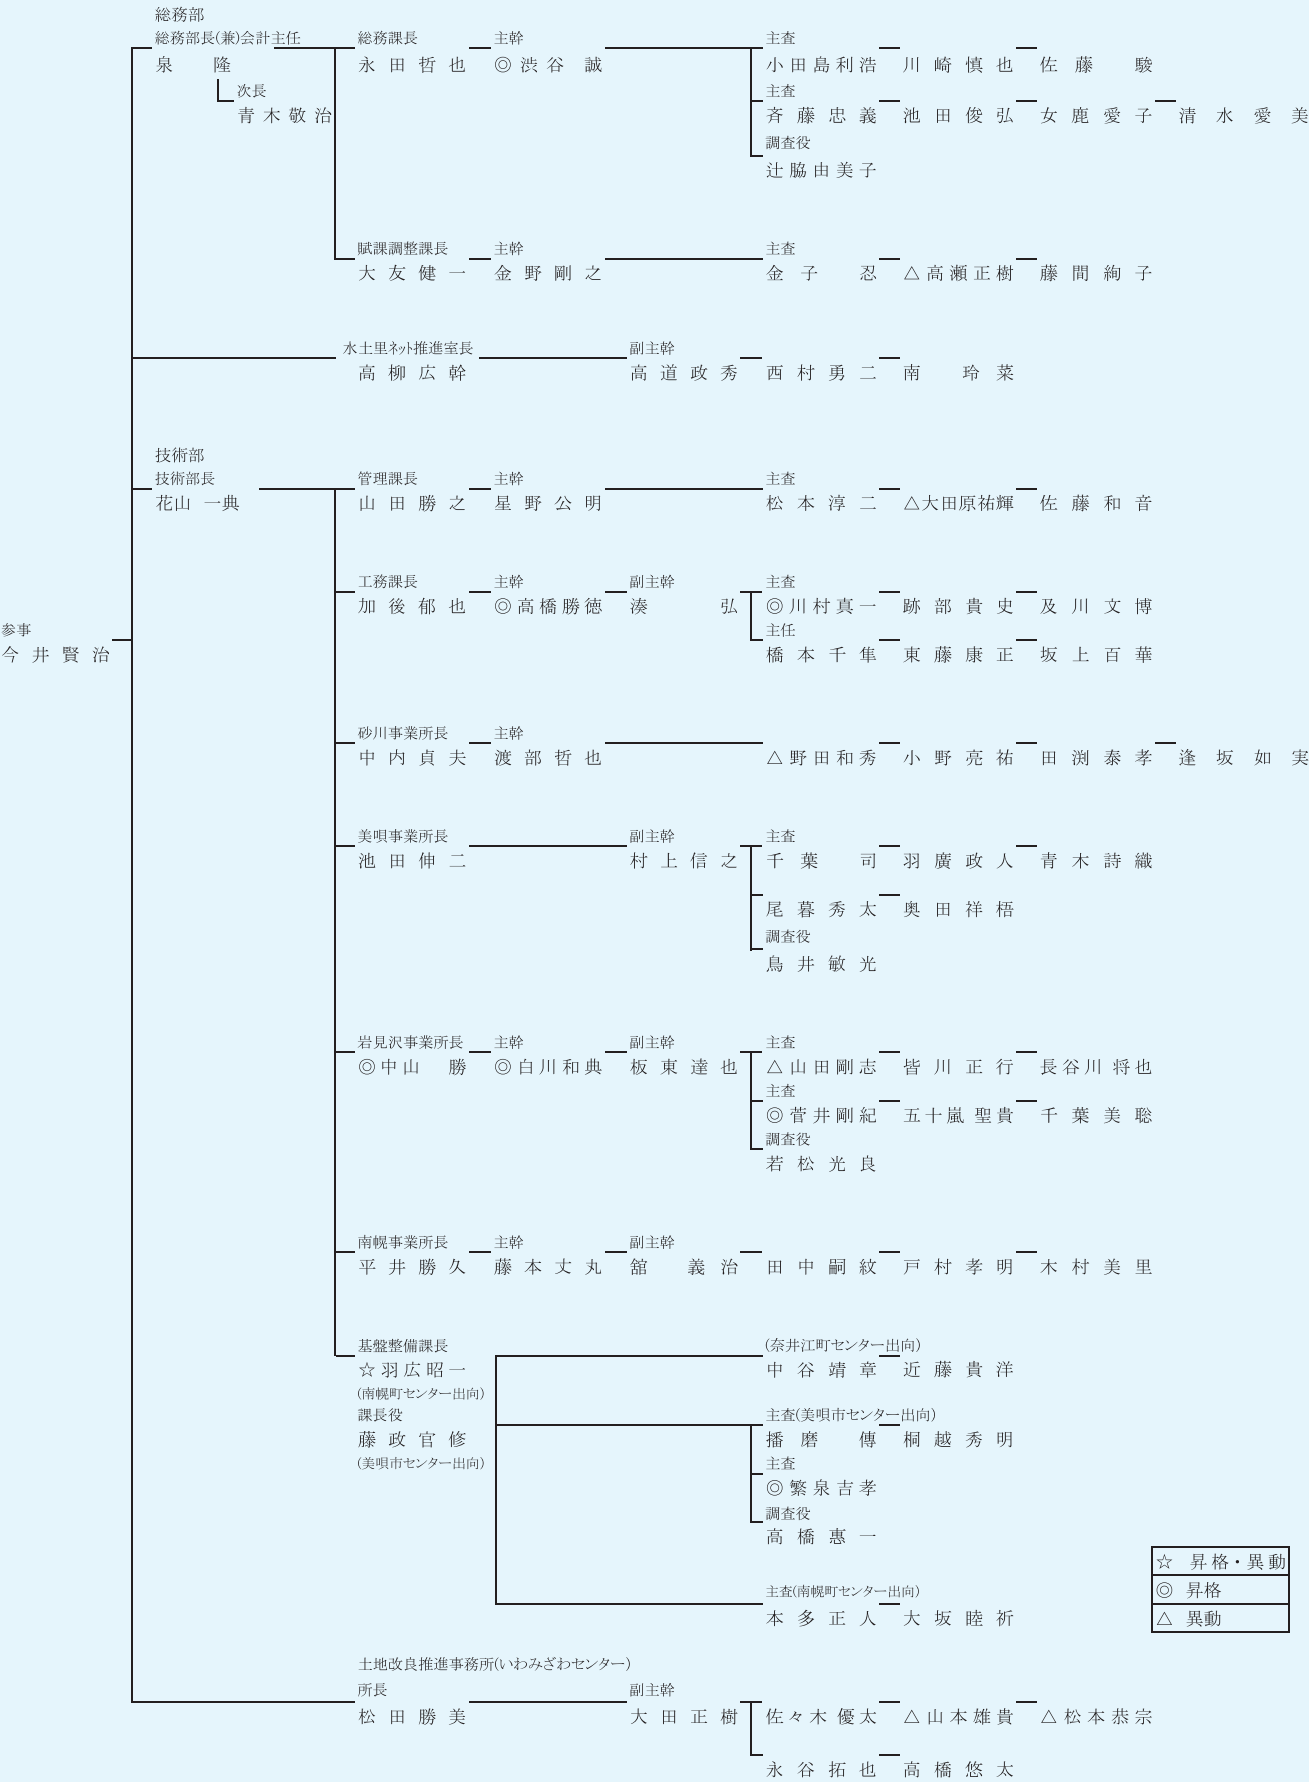 総務部
総務部長(兼)会計主任 総務課長 主幹 主査
泉 隆 永田哲也 ◎渋谷 誠 小田島利浩 川崎慎也 佐藤 駿
次長 主査
青木敬治 斉藤忠義 池田俊弘 女鹿愛子 清水愛美
調査役
辻脇由美子
賦課調整課長 主幹 主査
大友健一 金野剛之 金子 忍 △高瀬正樹 藤間絢子
水土里ネット推進室長 副主幹
高柳広幹 高道政秀 西村勇二 南 玲菜
技術部
技術部長 管理課長 主幹 主査
花山 一典 山田勝之 星野公明 松本淳二 △大田原祐輝 佐藤和音
工務課長 主幹 副主幹 主査
加後郁也 ◎高橋勝徳 湊 弘 ◎川村真一 跡部貴史 及川文博
参事 主任
今井賢治 橋本千隼 東藤康正 坂上百華
砂川事業所長 主幹
中内貞夫 渡部哲也 △野田和秀 小野亮祐 田渕泰孝 逢坂如実
美唄事業所長 副主幹 主査
池田伸二 村上信之 千葉 司 羽廣政人 青木詩織
尾暮秀太 奥田祥梧
調査役
鳥井敏光
岩見沢事業所長 主幹 副主幹 主査
◎中山 勝 ◎白川和典 板東達也 △山田剛志 皆川正行 長谷川将也
主査
◎菅井剛紀 五十嵐聖貴 千葉美聡
調査役
若松光良
南幌事業所長 主幹 副主幹
平井勝久 藤本丈丸 舘 義治 田中嗣紋 戸村孝明 木村美里
基盤整備課長 (奈井江町センター出向)
☆羽広昭一 中谷靖章 近藤貴洋
(南幌町センター出向)
課長役 主査(美唄市センター出向)
藤政官修 播磨 傳 桐越秀明
(美唄市センター出向) 主査
◎繁泉吉孝
調査役
高橋惠一
☆ 昇格・異動
◎ 昇格
主査(南幌町センター出向)
本多正人 大坂睦祈 △ 異動
土地改良推進事務所(いわみざわセンター)
所長 副主幹
松田勝美 大田正樹 佐々木優太 △山本雄貴 △松本恭宗
永谷拓也 高橋悠太